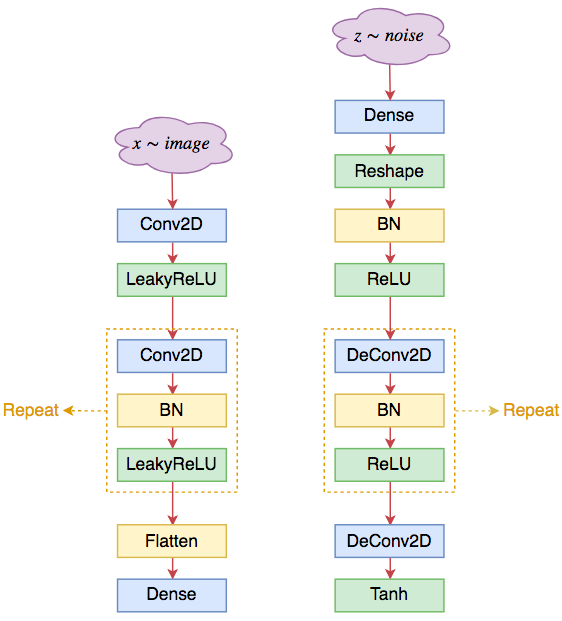 x ~ image
Conv2D
LeakyReLU
Conv2D
BN
LeakyReLU
Repeat
Flatten
Dense
z ~ noise
Dense
Reshape
BN
ReLU
DeConv2D
BN
ReLU
Repeat
DeConv2D
Tanh